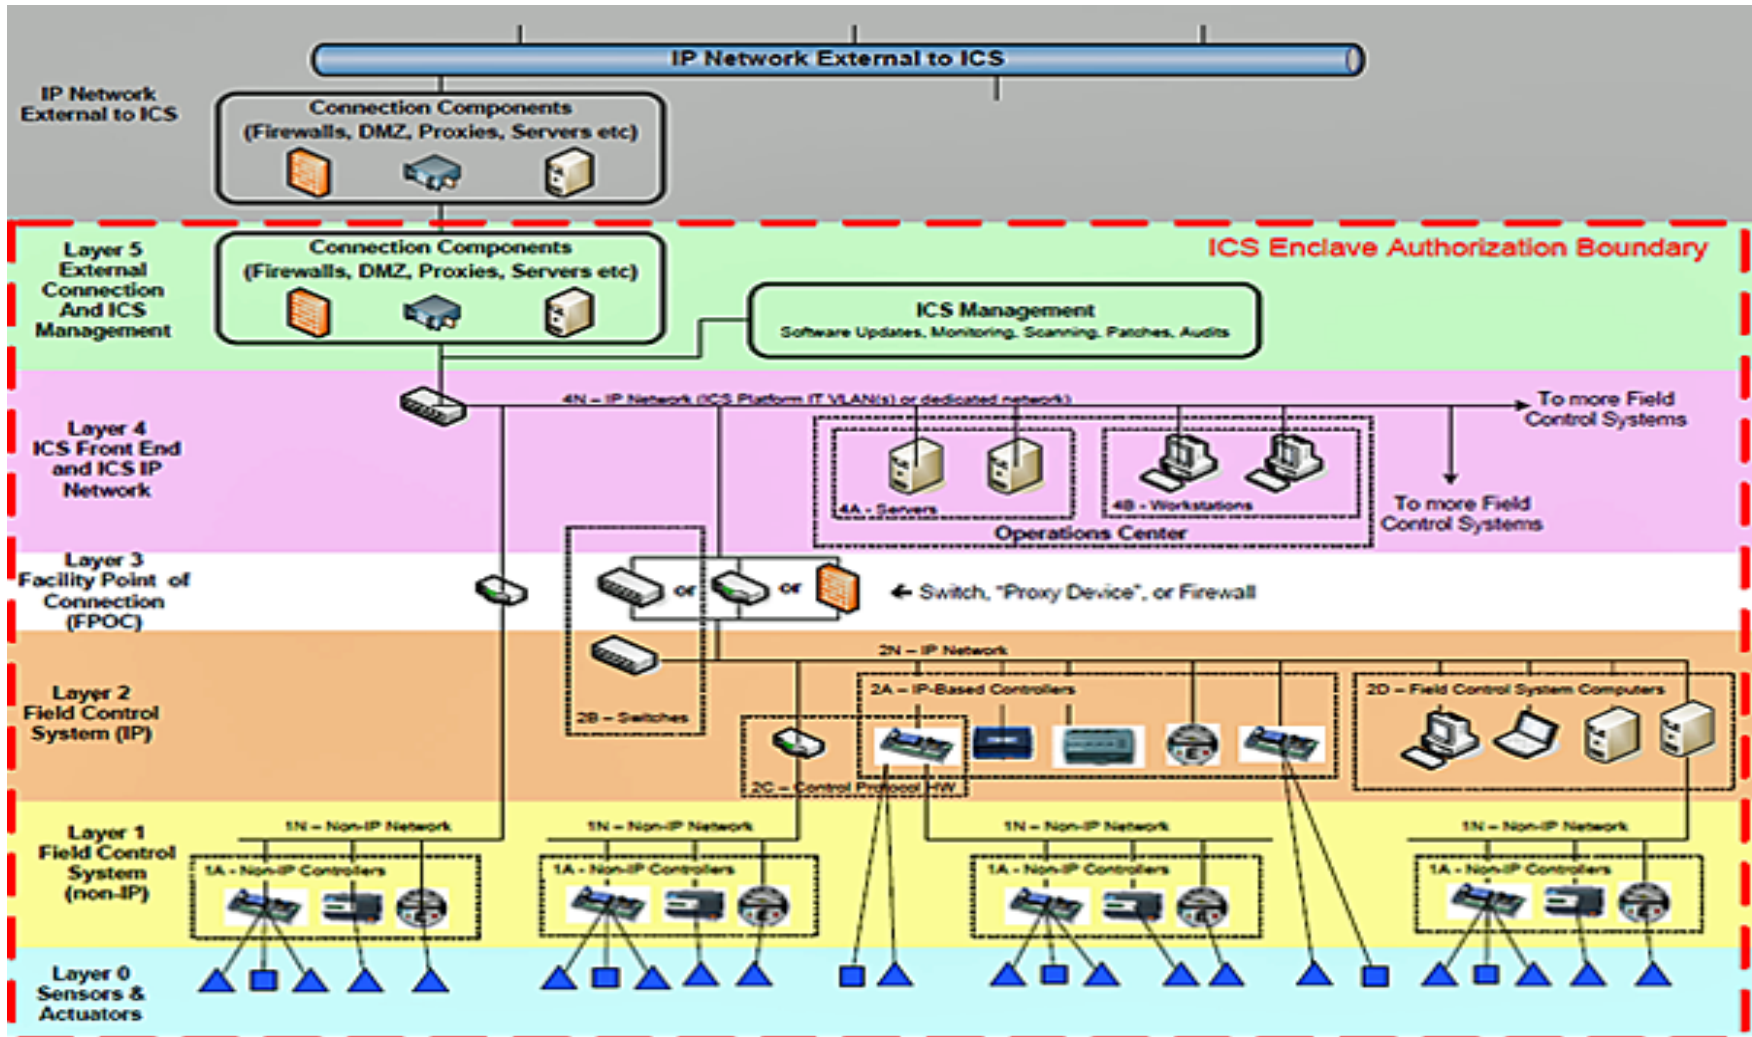 IP Network External to ICS
IP Network
External to ICS
Connection Components
(Firewalls, DMZ, Proxies, Servers etc)
Layer 5
External
Connection
And ICS
Management
Connection Components
(Firewalls, DMZ, Proxies, Servers etc)
ICS Enclave Authorization Boundary
ICS Management
Software Updates, Monitoring, Scanning, Patches, Audits
Layer 4
ICS Front End
and ICS IP
Network
4N – IP Network (ICS Platform IT VLAN(s) or dedicated network)
To more Field
Control Systems
4A - Servers
4B - Workstations
Operations Center
To more Field
Control Systems
Layer 3
Facility Point of
Connection
(FPOC)
or
or
← Switch, "Proxy Device", or Firewall
Layer 2
Field Control
System (IP)
2N – IP Network
2B – Switches
2A – IP-Based Controllers
2D – Field Control System Computers
2C – Control Protocol HW
Layer 1
Field Control
System
(non-IP)
1N – Non-IP Network
1N – Non-IP Network
1N – Non-IP Network
1N – Non-IP Network
1A - Non-IP Controllers
1A - Non-IP Controllers
1A - Non-IP Controllers
1A - Non-IP Controllers
Layer 0
Sensors &
Actuators